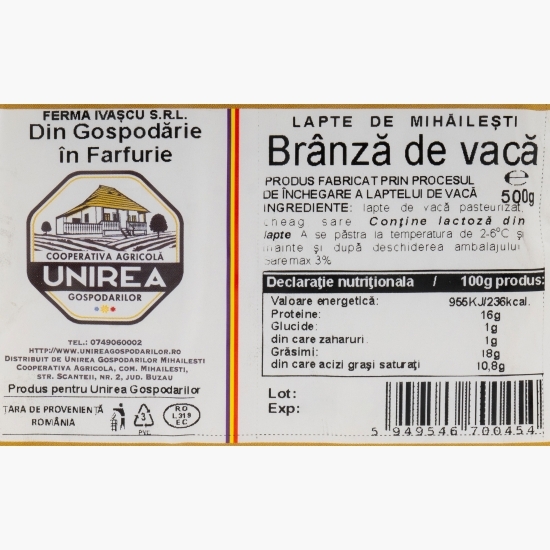 FERMA IVAȘCU S.R.L.
Din Gospodărie
în Farfurie
COOPERATIVA AGRICOLĂ
UNIREA
GOSPODARILOR
TEL.: 0749060002
HTTP://WWW.UNIREAGOSPODARILOR.RO
DISTRIBUIT DE UNIREA GOSPODARILOR MIHAILESTI
COOPERATIVA AGRICOLA, COM. MIHAILESTI,
STR. SCANTEII, NR. 2, JUD. BUZAU
Produs pentru Unirea Gospodarilor
ȚARA DE PROVENIENȚĂ
ROMÂNIA
3
PVC
RO
L318
EC
LAPTE DE MIHĂILEȘTI
Brânză de vacă
PRODUS FABRICAT PRIN PROCESUL
DE ÎNCHEGARE A LAPTELUI DE VACĂ
℮
500g
INGREDIENTE: lapte de vacă pasteurizat,
cheag sare Conține lactoză din
lapte A se păstra la temperatura de 2-6°C și
înainte și după deschiderea ambalajului
Sare max 3%
Declarație nutrițională / 100g produs:
Valoare energetică: 955KJ/236kcal.
Proteine: 16g
Glucide: 1g
din care zaharuri: 1g
Grăsimi: 18g
din care acizi grași saturați 10,8g
Lot:
Exp:
5 949546 700454